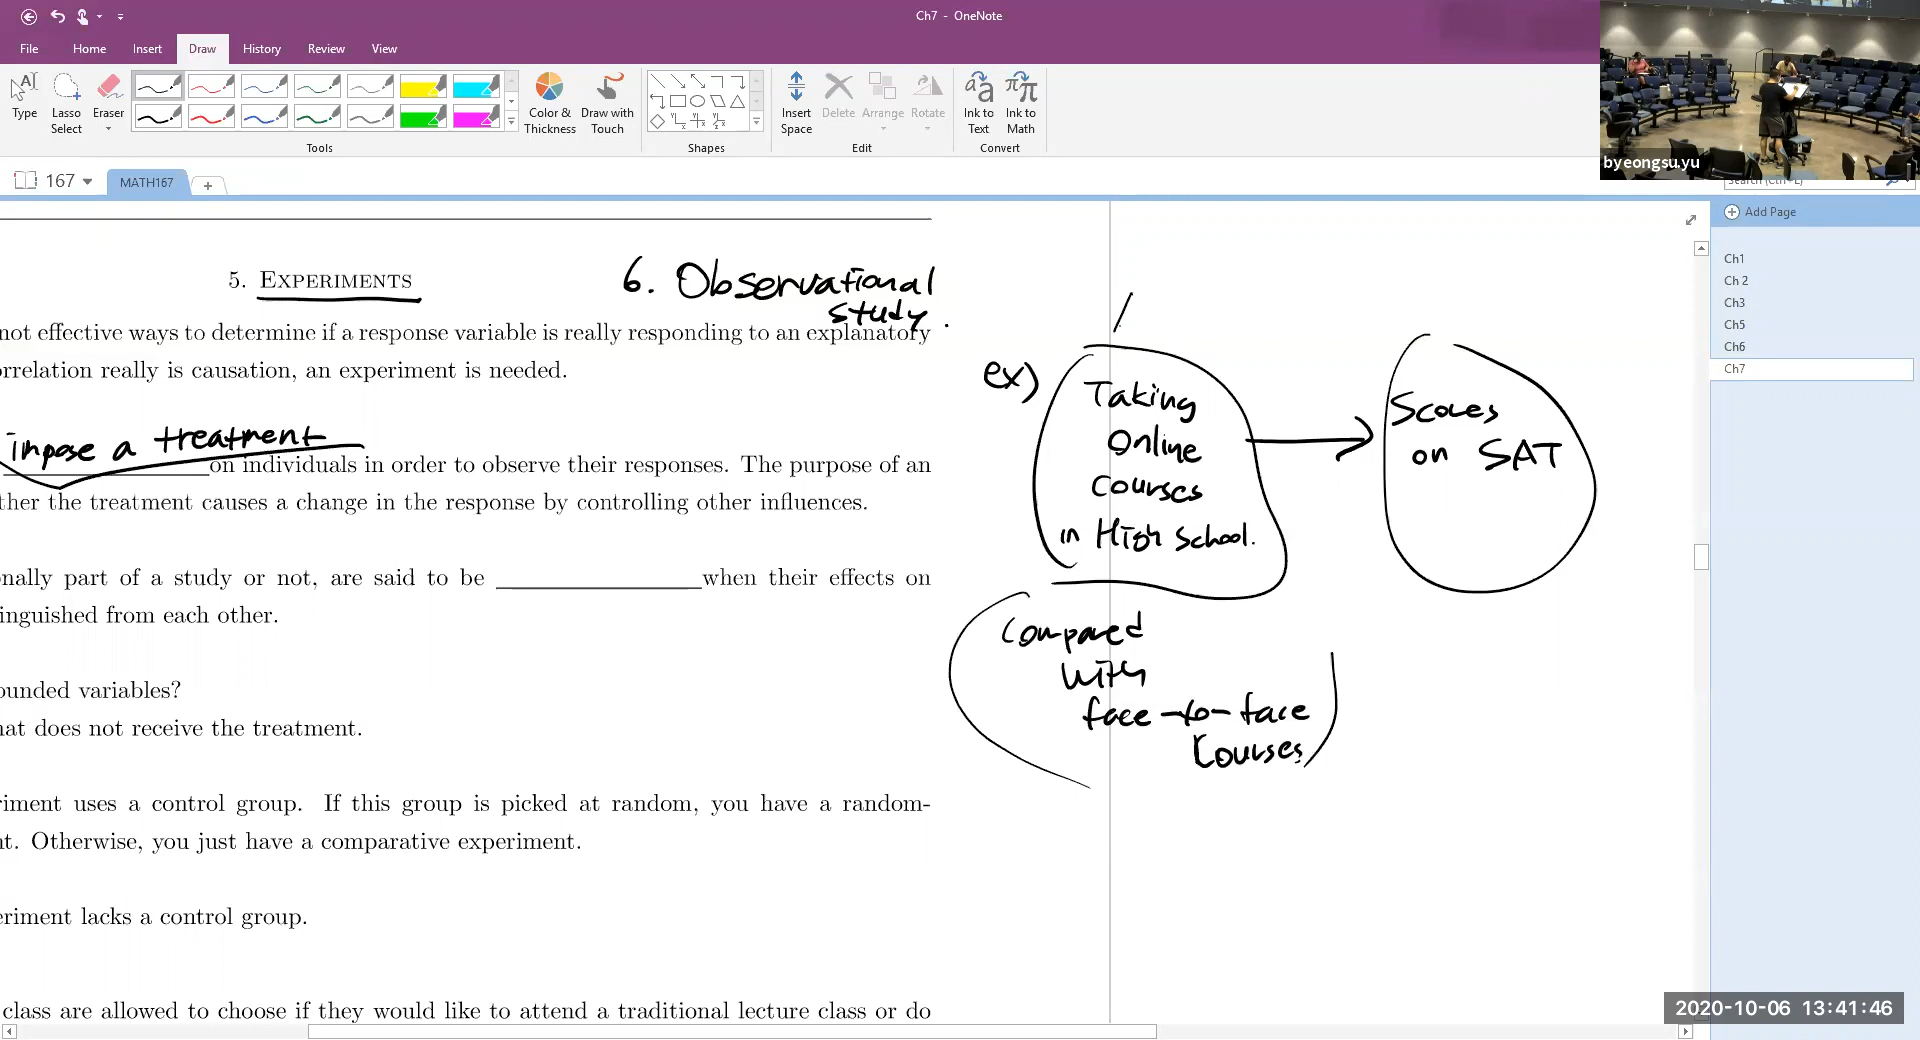 Ch7 - OneNote
File Home Insert Draw History Review View
Type
Lasso Select
Eraser
Color & Thickness
Draw with Touch
Insert Space
Delete
Arrange
Rotate
Ink to Text
Ink to Math
Tools
Shapes
Edit
Convert
byeongsu.yu
167
MATH167
Search (Ctrl+E)
Add Page
Ch1
Ch 2
Ch3
Ch5
Ch6
Ch7
5. EXPERIMENTS
6. Observational
study.
not effective ways to determine if a response variable is really responding to an explanatory
orrelation really is causation, an experiment is needed.
impose a treatment
on individuals in order to observe their responses. The purpose of an
ther the treatment causes a change in the response by controlling other influences.
onally part of a study or not, are said to be ______________when their effects on
inguished from each other.
ounded variables?
hat does not receive the treatment.
riment uses a control group. If this group is picked at random, you have a random-
nt. Otherwise, you just have a comparative experiment.
eriment lacks a control group.
class are allowed to choose if they would like to attend a traditional lecture class or do
ex)
Taking
Online
Courses
in High School.
Scores
on SAT
Compared
with
face-to-face
Courses
2020-10-06 13:41:46